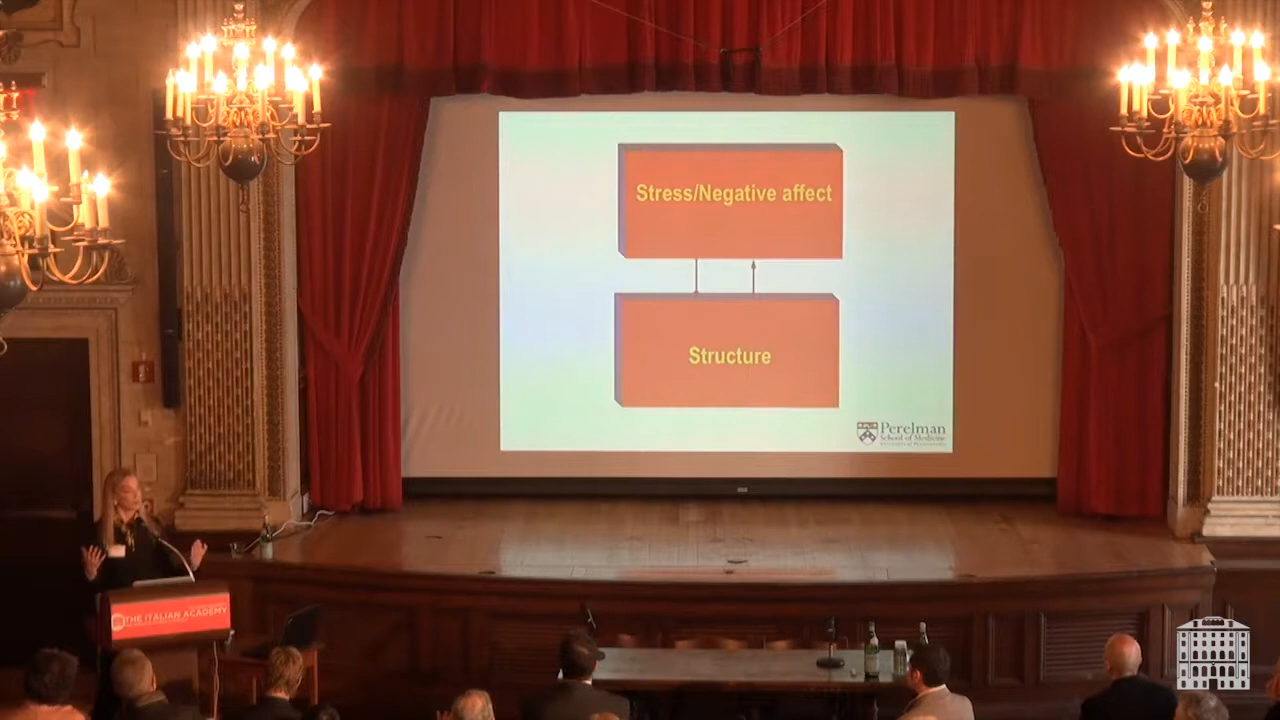 Stress/Negative affect
Structure
Perelman
School of Medicine
THE ITALIAN ACADEMY